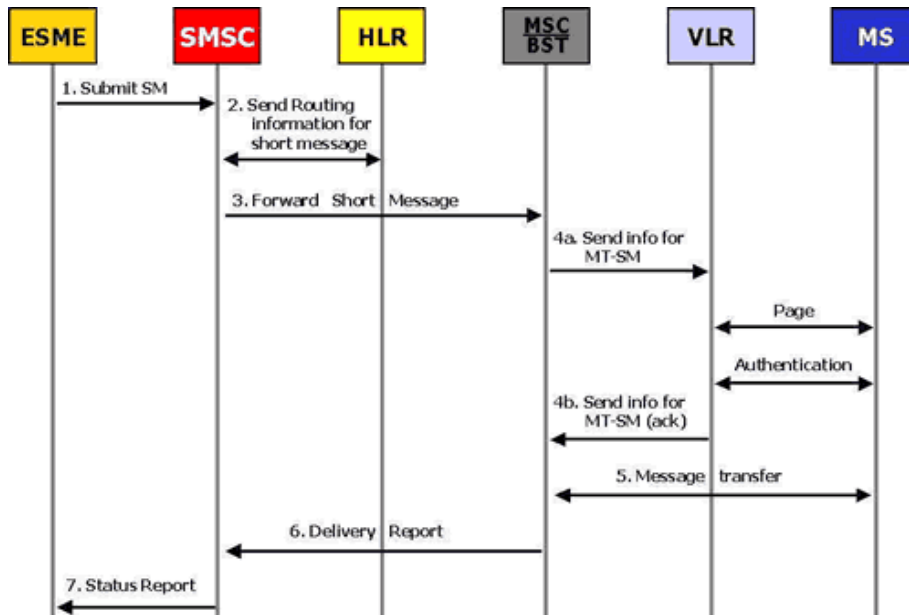 ESME
SMSC
HLR
MSC
BST
VLR
MS
1. Submit SM
2. Send Routing
information for
short message
3. Forward Short Message
4a. Send info for
MT-SM
Page
Authentication
4b. Send info for
MT-SM (ack)
5. Message transfer
6. Delivery Report
7. Status Report